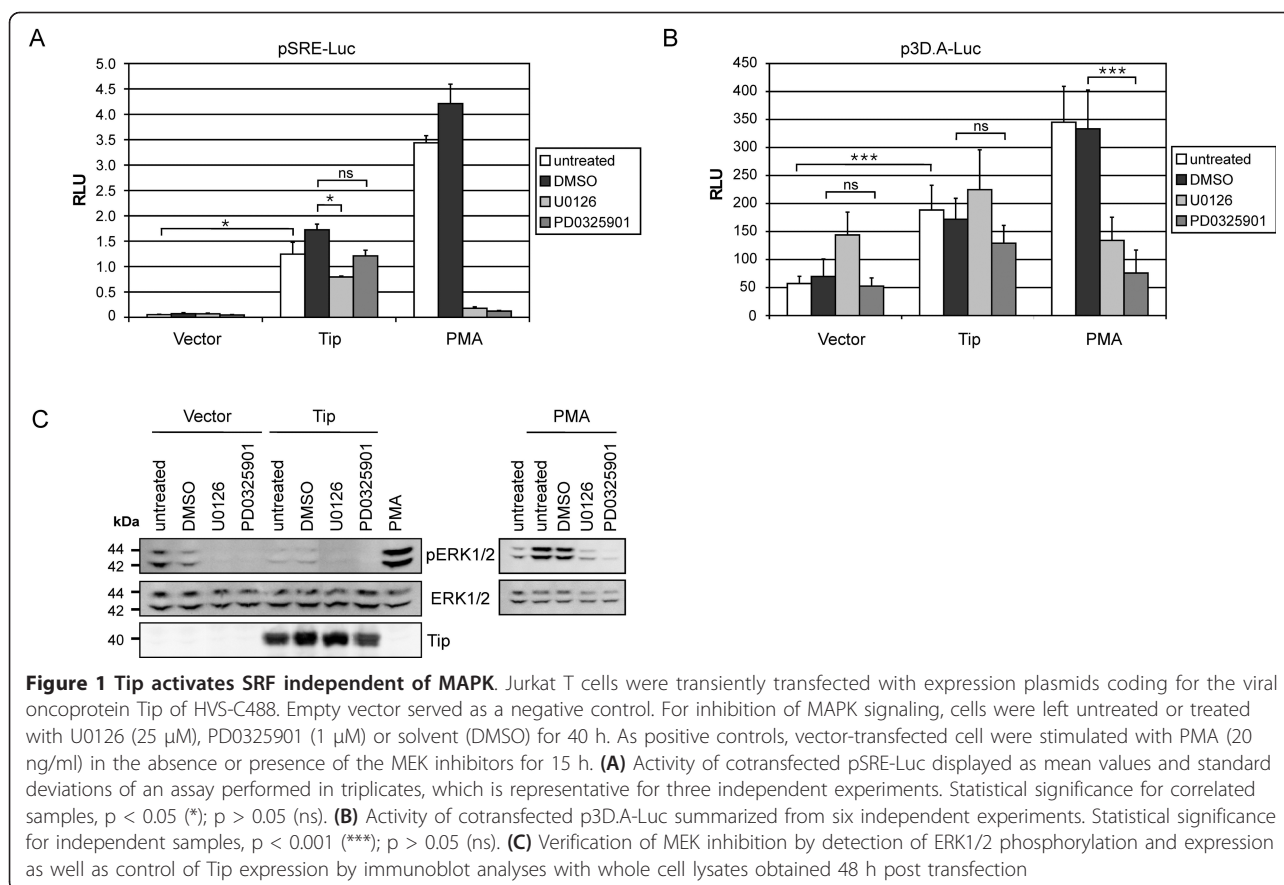 A
pSRE-Luc
5.0
4.5
4.0
3.5
3.0
2.5
2.0
1.5
1.0
0.5
0
RLU
*
ns
*
Vector
Tip
PMA
untreated
DMSO
U0126
PD0325901
B
p3D.A-Luc
450
400
350
300
250
200
150
100
50
0
RLU
ns
***
ns
***
Vector
Tip
PMA
untreated
DMSO
U0126
PD0325901
C
Vector
Tip
PMA
kDa
untreated
DMSO
U0126
PD0325901
untreated
DMSO
U0126
PD0325901
PMA
untreated
untreated
DMSO
U0126
PD0325901
44
42
pERK1/2
44
42
ERK1/2
40
Tip
Figure 1 Tip activates SRF independent of MAPK. Jurkat T cells were transiently transfected with expression plasmids coding for the viral
oncoprotein Tip of HVS-C488. Empty vector served as a negative control. For inhibition of MAPK signaling, cells were left untreated or treated
with U0126 (25 μM), PD0325901 (1 μM) or solvent (DMSO) for 40 h. As positive controls, vector-transfected cell were stimulated with PMA (20
ng/ml) in the absence or presence of the MEK inhibitors for 15 h. (A) Activity of cotransfected pSRE-Luc displayed as mean values and standard
deviations of an assay performed in triplicates, which is representative for three independent experiments. Statistical significance for correlated
samples, p < 0.05 (*); p > 0.05 (ns). (B) Activity of cotransfected p3D.A-Luc summarized from six independent experiments. Statistical significance
for independent samples, p < 0.001 (***); p > 0.05 (ns). (C) Verification of MEK inhibition by detection of ERK1/2 phosphorylation and expression
as well as control of Tip expression by immunoblot analyses with whole cell lysates obtained 48 h post transfection